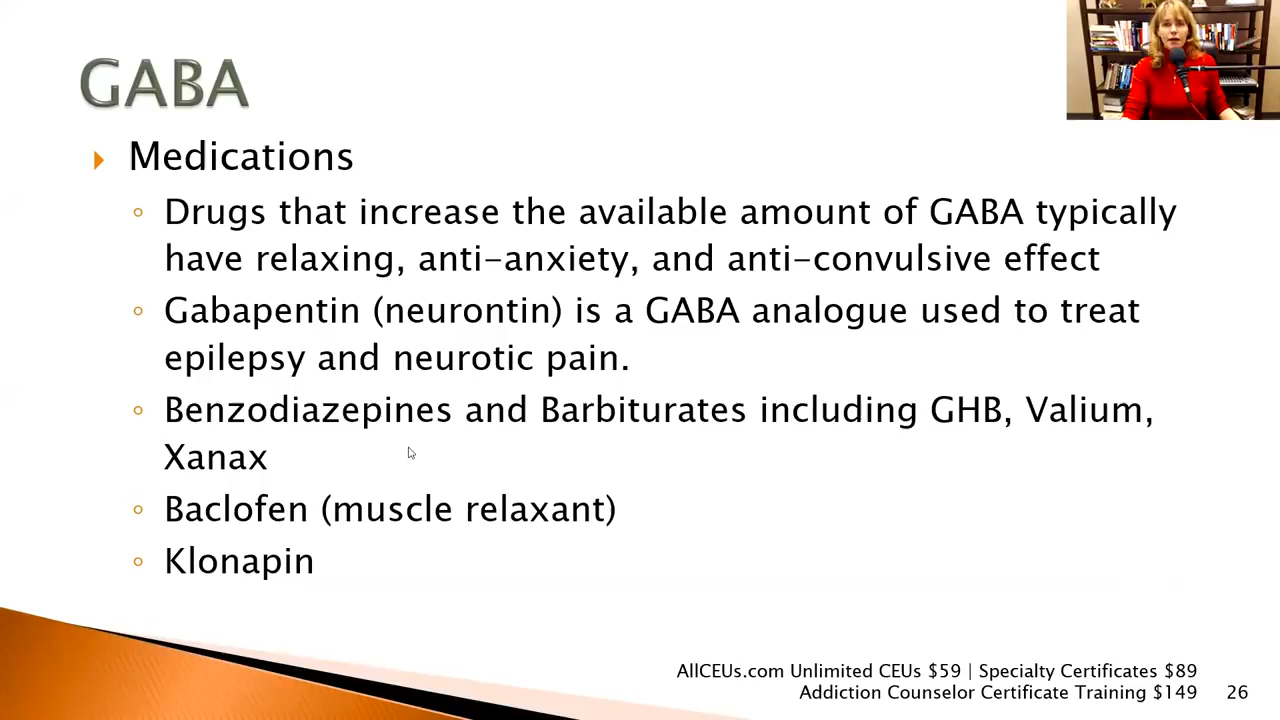 GABA
Medications
Drugs that increase the available amount of GABA typically
have relaxing, anti-anxiety, and anti-convulsive effect
Gabapentin (neurontin) is a GABA analogue used to treat
epilepsy and neurotic pain.
Benzodiazepines and Barbiturates including GHB, Valium,
Xanax
Baclofen (muscle relaxant)
Klonapin
AllCEUs.com Unlimited CEUs $59 | Specialty Certificates $89
Addiction Counselor Certificate Training $149
26